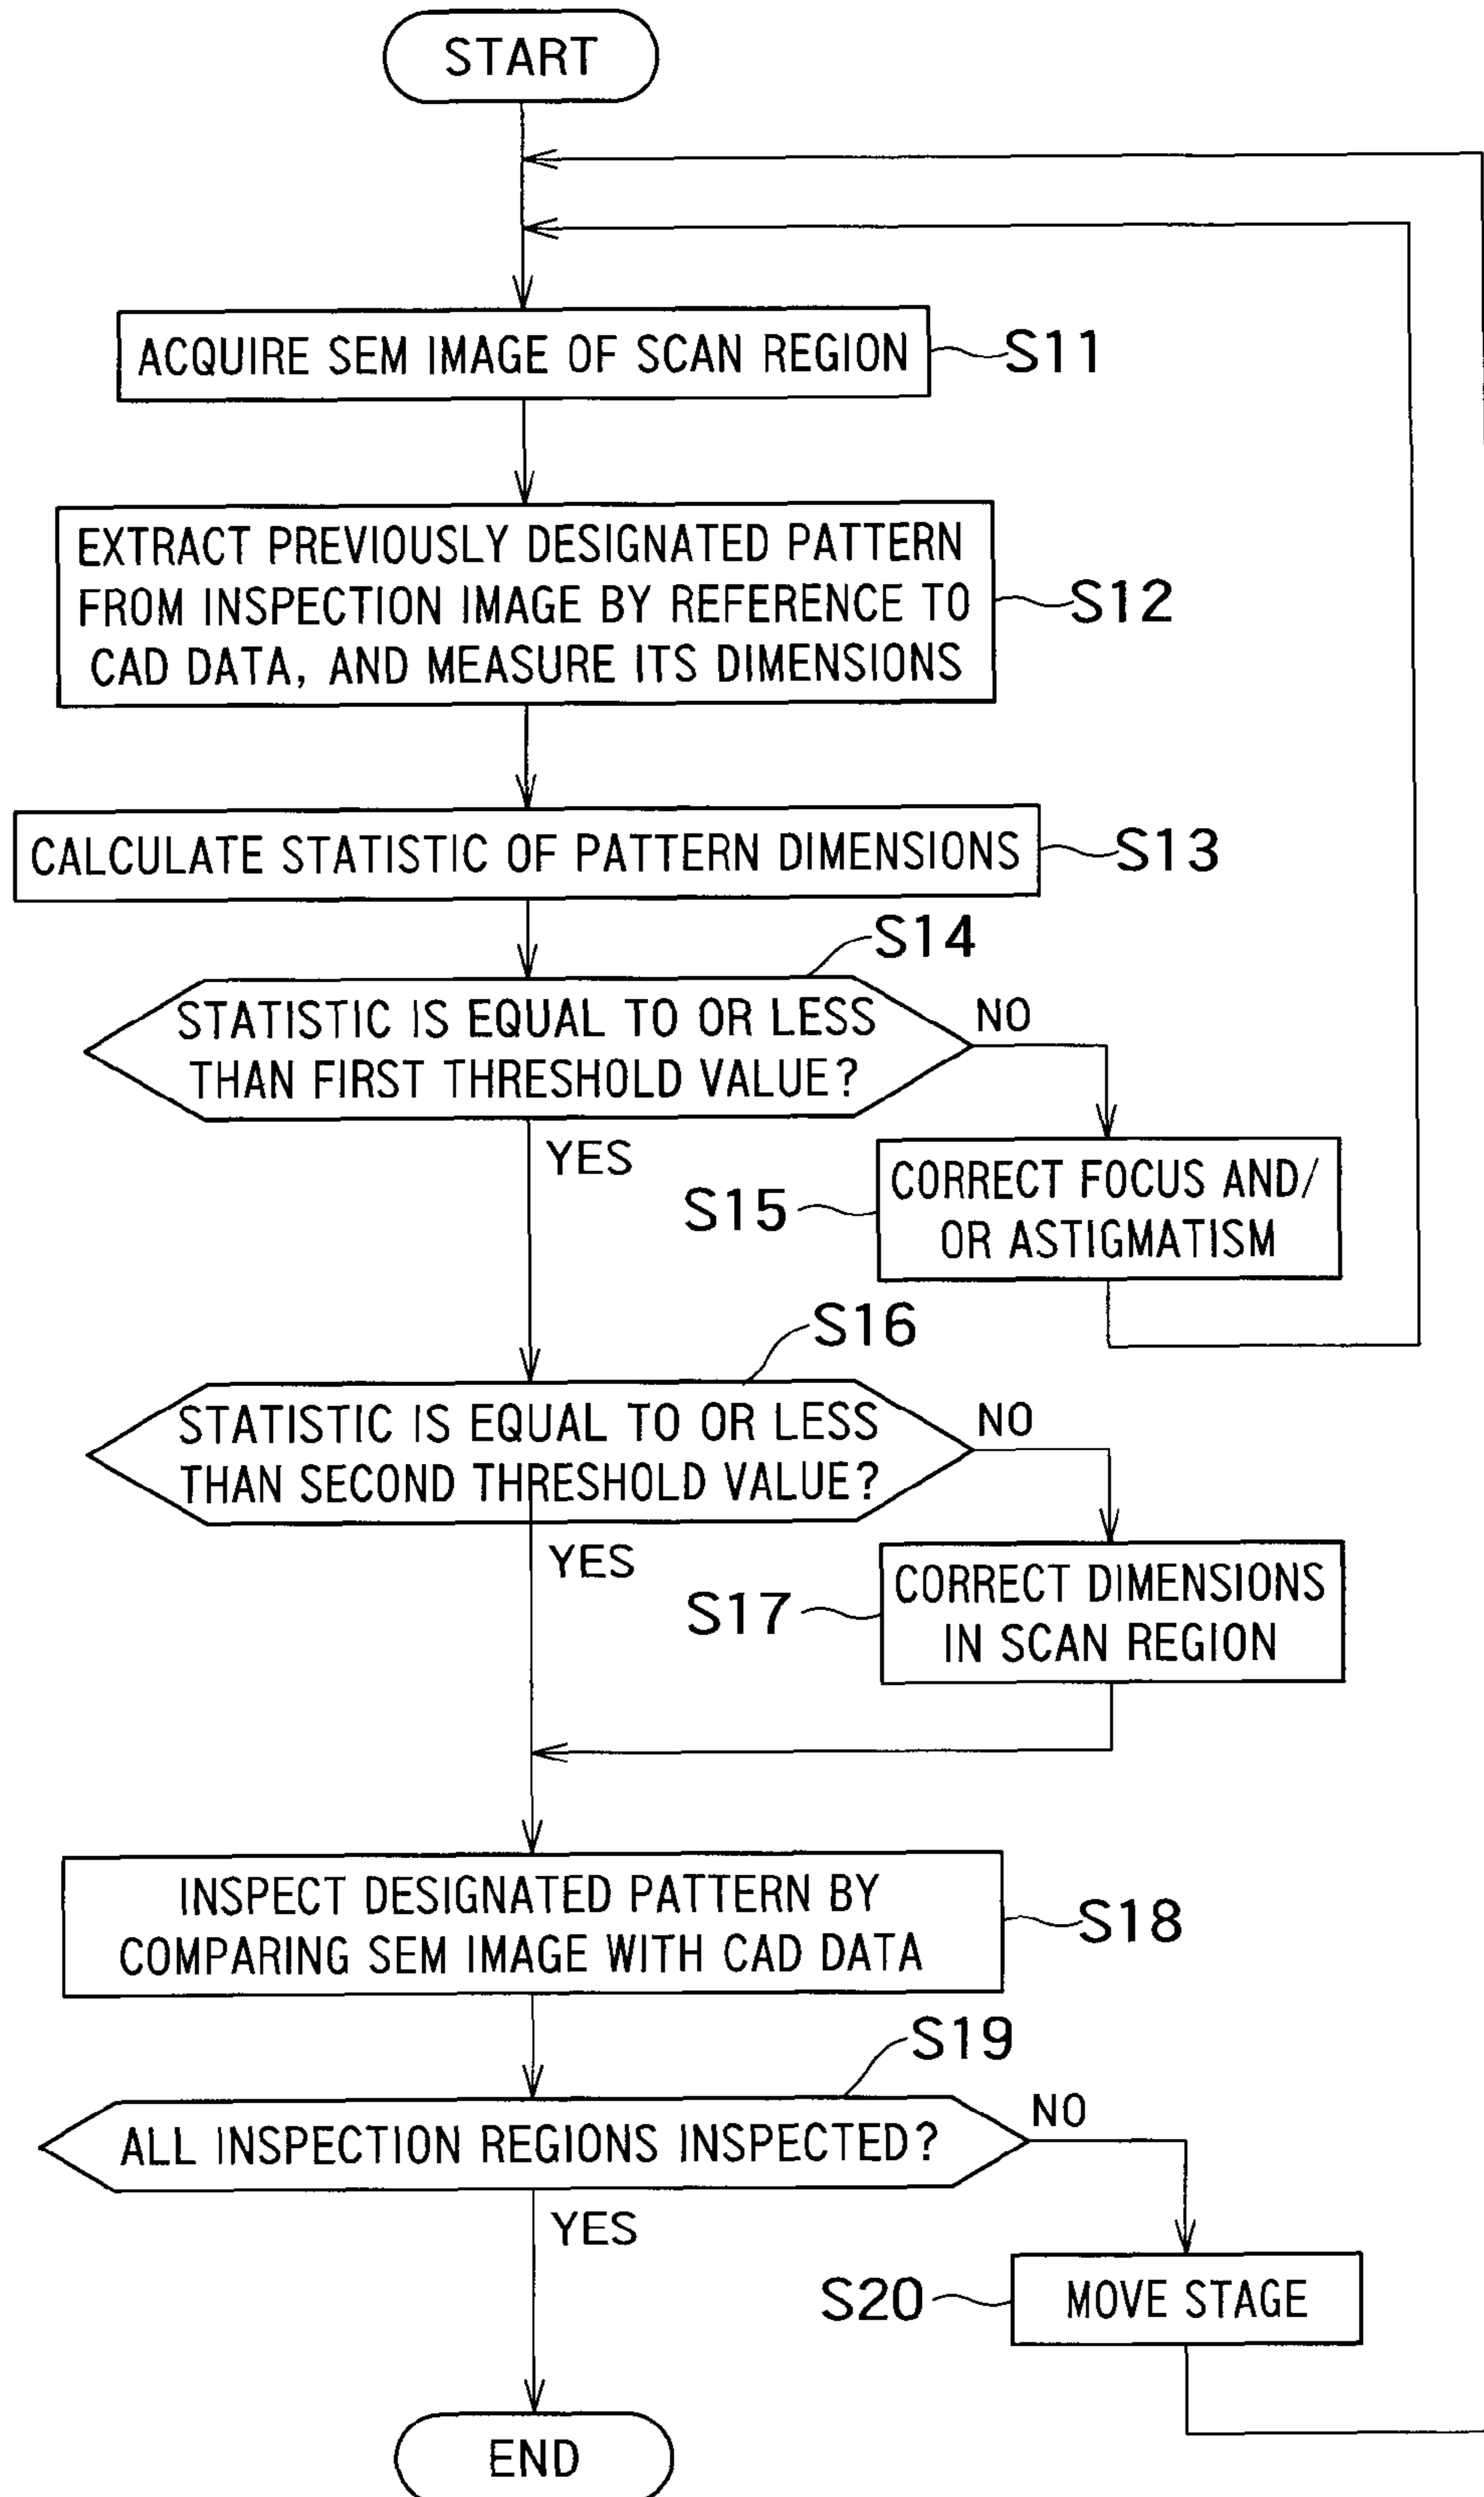 START
ACQUIRE SEM IMAGE OF SCAN REGION
S11
EXTRACT PREVIOUSLY DESIGNATED PATTERN
FROM INSPECTION IMAGE BY REFERENCE TO
CAD DATA, AND MEASURE ITS DIMENSIONS
S12
CALCULATE STATISTIC OF PATTERN DIMENSIONS
S13
S14
STATISTIC IS EQUAL TO OR LESS
THAN FIRST THRESHOLD VALUE?
NO
YES
S15
CORRECT FOCUS AND/
OR ASTIGMATISM
S16
STATISTIC IS EQUAL TO OR LESS
THAN SECOND THRESHOLD VALUE?
NO
YES
S17
CORRECT DIMENSIONS
IN SCAN REGION
INSPECT DESIGNATED PATTERN BY
COMPARING SEM IMAGE WITH CAD DATA
S18
S19
ALL INSPECTION REGIONS INSPECTED?
NO
YES
S20
MOVE STAGE
END